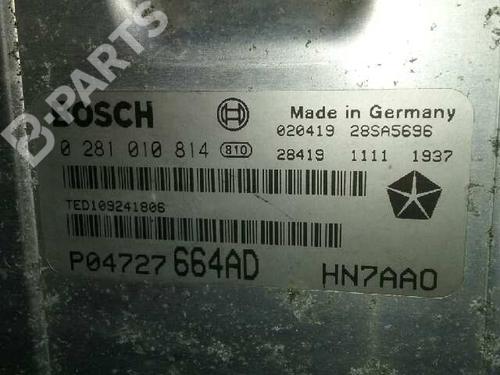 B-PARTS
BOSCH
Made in Germany
020419 28SA5696
0 281 010 814 810
28419 1111 1937
TED109241806
P04727664AD HN7AA0